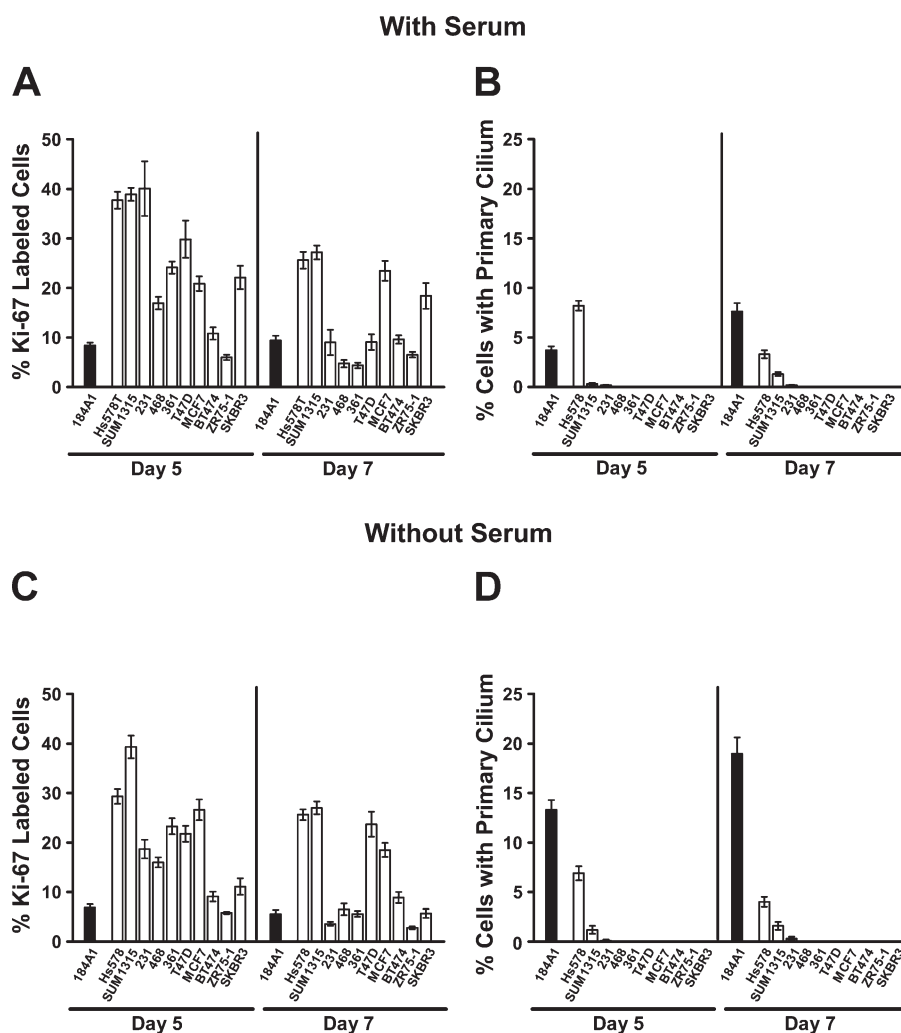 With Serum
A
% Ki-67 Labeled Cells
50
40
30
20
10
0
184A1
Hs578T
SUM1315
231
468
361
T47D
MCF7
BT474
ZR75-1
SKBR3
184A1
Hs578T
SUM1315
231
468
361
T47D
MCF7
BT474
ZR75-1
SKBR3
Day 5
Day 7
B
% Cells with Primary Cilium
25
20
15
10
5
0
184A1
Hs578
SUM1315
231
468
361
T47D
MCF7
BT474
ZR75-1
SKBR3
184A1
Hs578
SUM1315
231
468
361
T47D
MCF7
BT474
ZR75-1
SKBR3
Day 5
Day 7
Without Serum
C
% Ki-67 Labeled Cells
50
40
30
20
10
0
184A1
Hs578
SUM1315
231
468
361
T47D
MCF7
BT474
ZR75-1
SKBR3
184A1
Hs578
SUM1315
231
468
361
T47D
MCF7
BT474
ZR75-1
SKBR3
Day 5
Day 7
D
% Cells with Primary Cilium
25
20
15
10
5
0
184A1
Hs578
SUM1315
231
468
361
T47D
MCF7
BT474
ZR75-1
SKBR3
184A1
Hs578
SUM1315
231
468
361
T47D
MCF7
BT474
ZR75-1
SKBR3
Day 5
Day 7